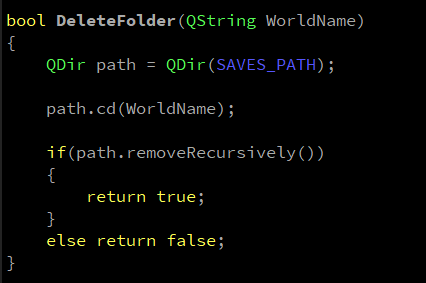 bool DeleteFolder(QString WorldName)
{
    QDir path = QDir(SAVES_PATH);

    path.cd(WorldName);

    if(path.removeRecursively())
    {
        return true;
    }
    else return false;
}